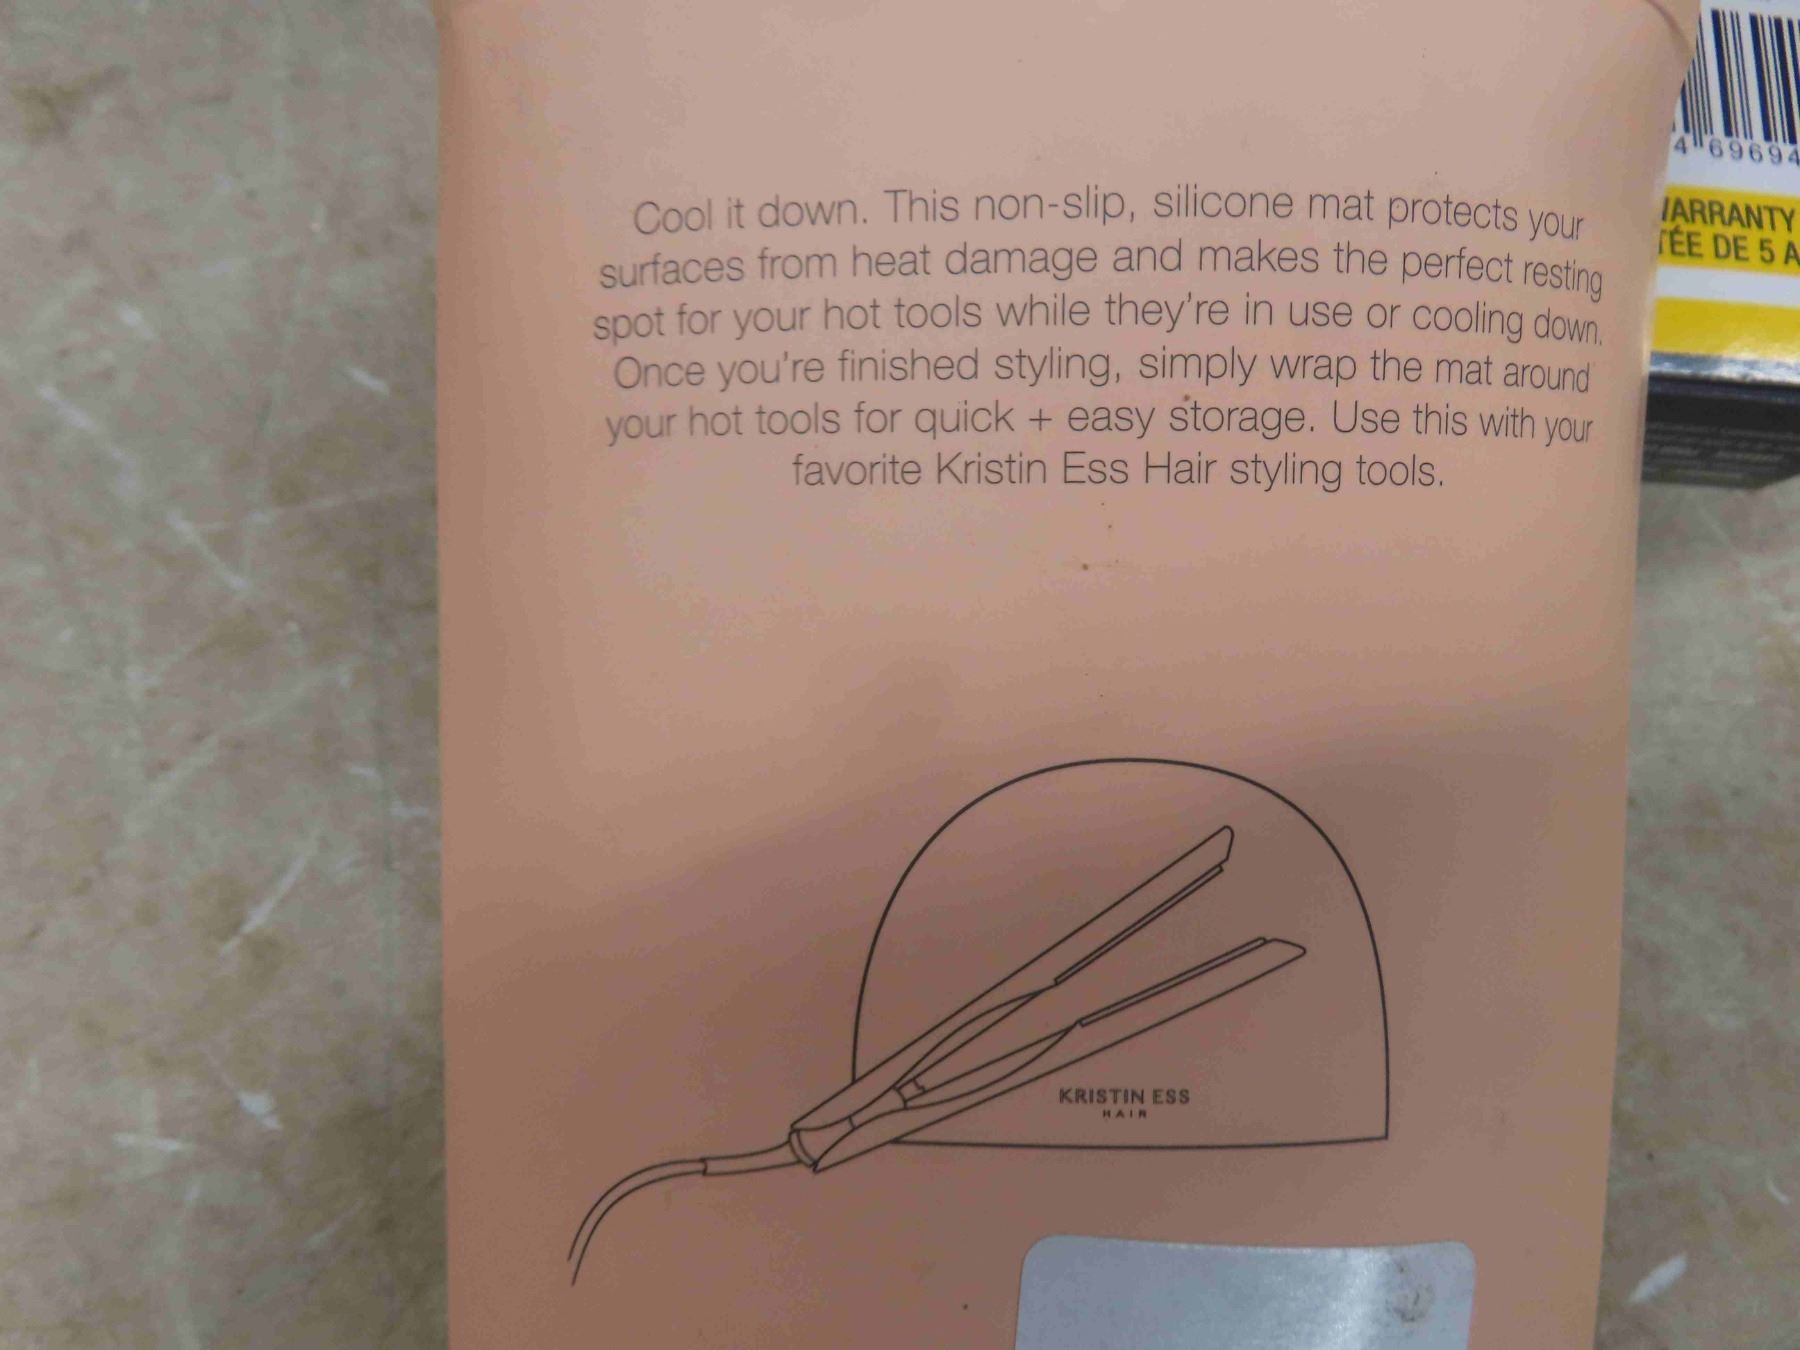 Cool it down. This non-slip, silicone mat protects your
surfaces from heat damage and makes the perfect resting
spot for your hot tools while they're in use or cooling down.
Once you're finished styling, simply wrap the mat around
your hot tools for quick + easy storage. Use this with your
favorite Kristin Ess Hair styling tools.
KRISTIN ESS
HAIR
4 69694
ARRANTY
TÉE DE 5 A